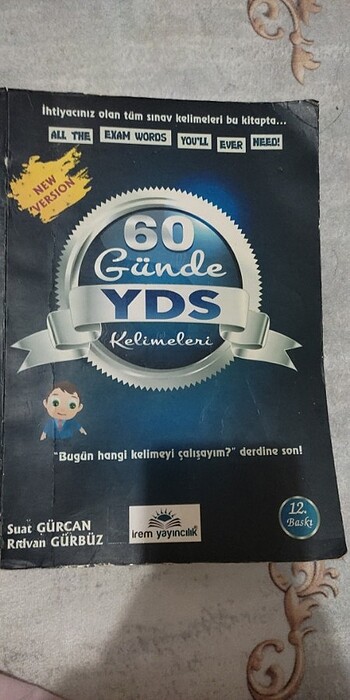 İhtiyacınız olan tüm sınav kelimeleri bu kitapta...
ALL THE EXAM WORDS YOU'LL EVER NEED!
NEW
VERSION
60
Günde
YDS
Kelimeleri
"Bugün hangi kelimeyi çalışayım?" derdine son!
Suat GÜRCAN
Rıdvan GÜRBÜZ
irem yayıncılık
12.
Baskı